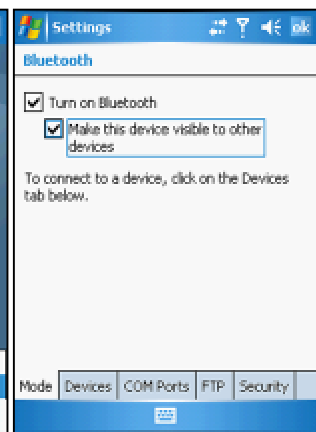 Settings
ok
Bluetooth
Turn on Bluetooth
Make this device visible to other
devices
To connect to a device, click on the Devices
tab below.
Mode Devices COM Ports FTP Security